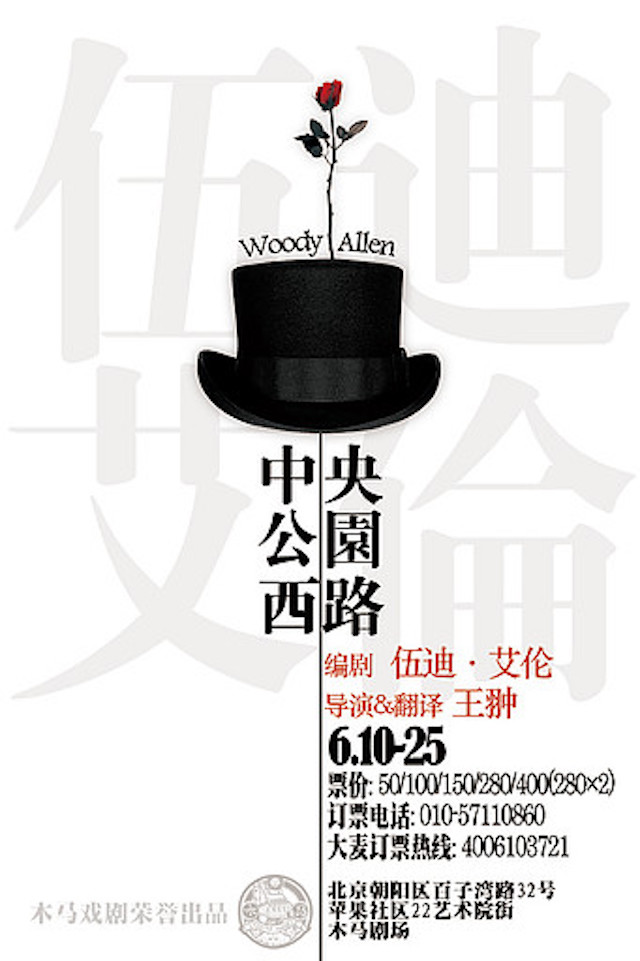 伍迪
艾伦
Woody Allen
中央
公園
西路
编剧 伍迪·艾伦
导演&翻译 王翀
6.10-25
票价: 50/100/150/280/400(280×2)
订票电话: 010-57110860
大麦订票热线: 4006103721
北京朝阳区百子湾路32号
苹果社区22艺术院街
木马剧场
木马戏剧荣誉出品